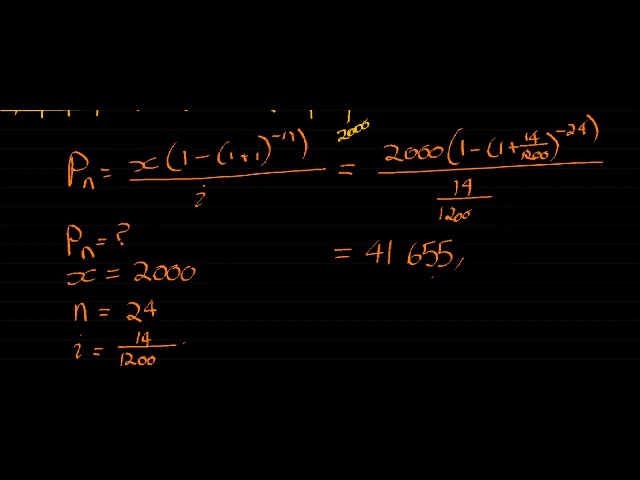 2000
Pn = x(1-(1+i)^-n) / i = 2000(1-(1+14/1200)^-24) / (14/1200)
Pn = ?
x = 2000
= 41 655,
n = 24
i = 14/1200